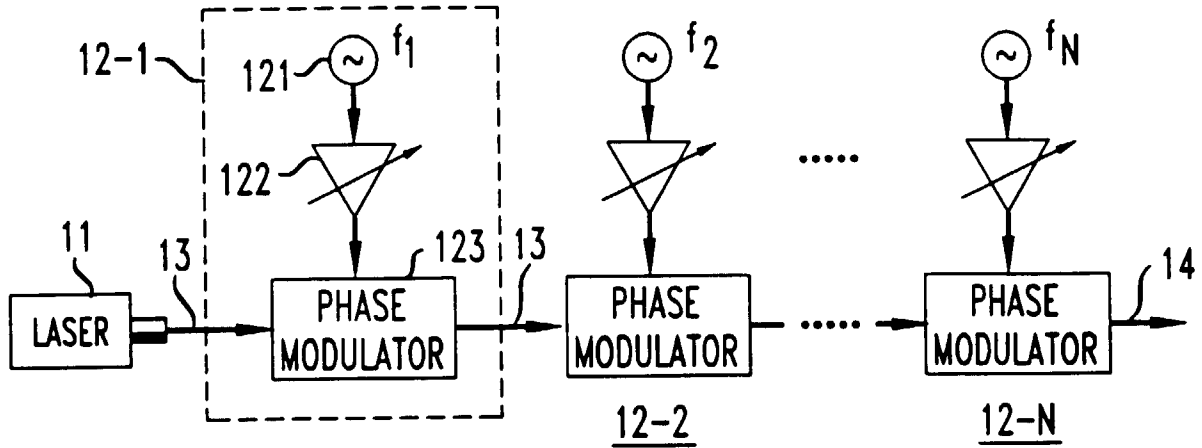 12-1
121
~
f1
~
f2
~
fN
122
.....
11
13
123
13
14
LASER
PHASE
MODULATOR
PHASE
MODULATOR
.....
PHASE
MODULATOR
12-2
12-N